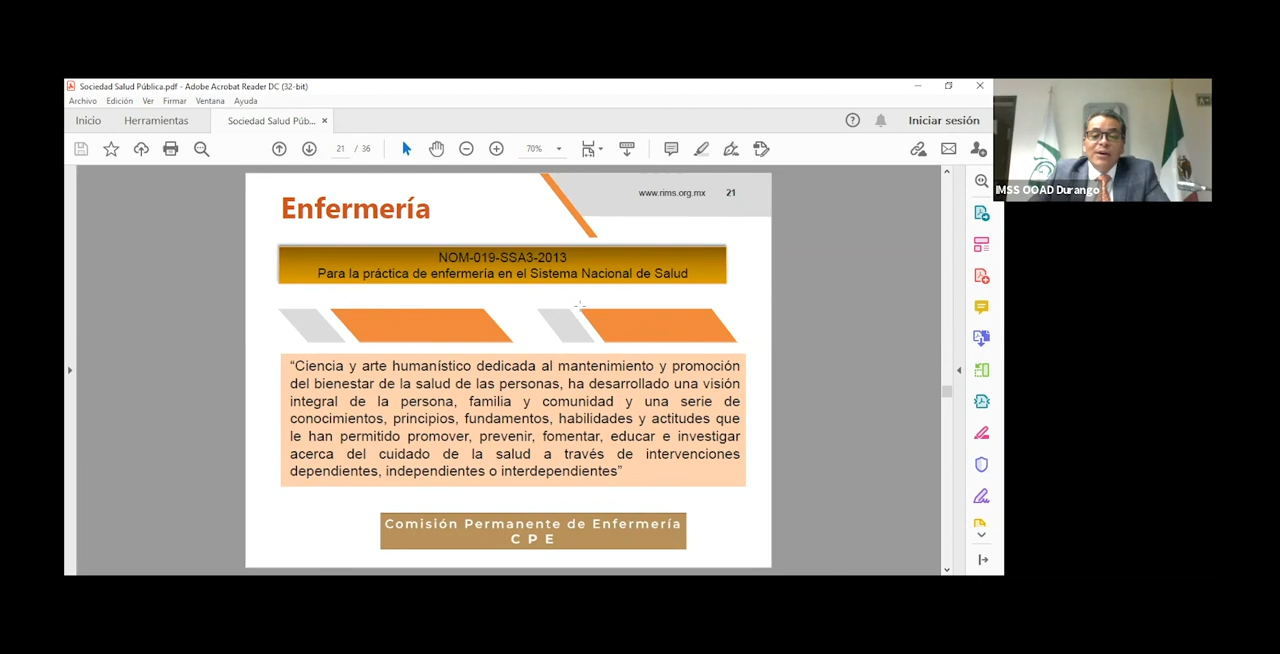 Sociedad Salud Pública.pdf - Adobe Acrobat Reader DC (32-bit)
Archivo Edición Ver Firmar Ventana Ayuda
Inicio Herramientas Sociedad Salud Púb... × Iniciar sesión
21 / 36 70%
www.rims.org.mx 21
Enfermería
NOM-019-SSA3-2013
Para la práctica de enfermería en el Sistema Nacional de Salud
“Ciencia y arte humanístico dedicada al mantenimiento y promoción
del bienestar de la salud de las personas, ha desarrollado una visión
integral de la persona, familia y comunidad y una serie de
conocimientos, principios, fundamentos, habilidades y actitudes que
le han permitido promover, prevenir, fomentar, educar e investigar
acerca del cuidado de la salud a través de intervenciones
dependientes, independientes o interdependientes”
Comisión Permanente de Enfermería
C P E
IMSS OOAD Durango